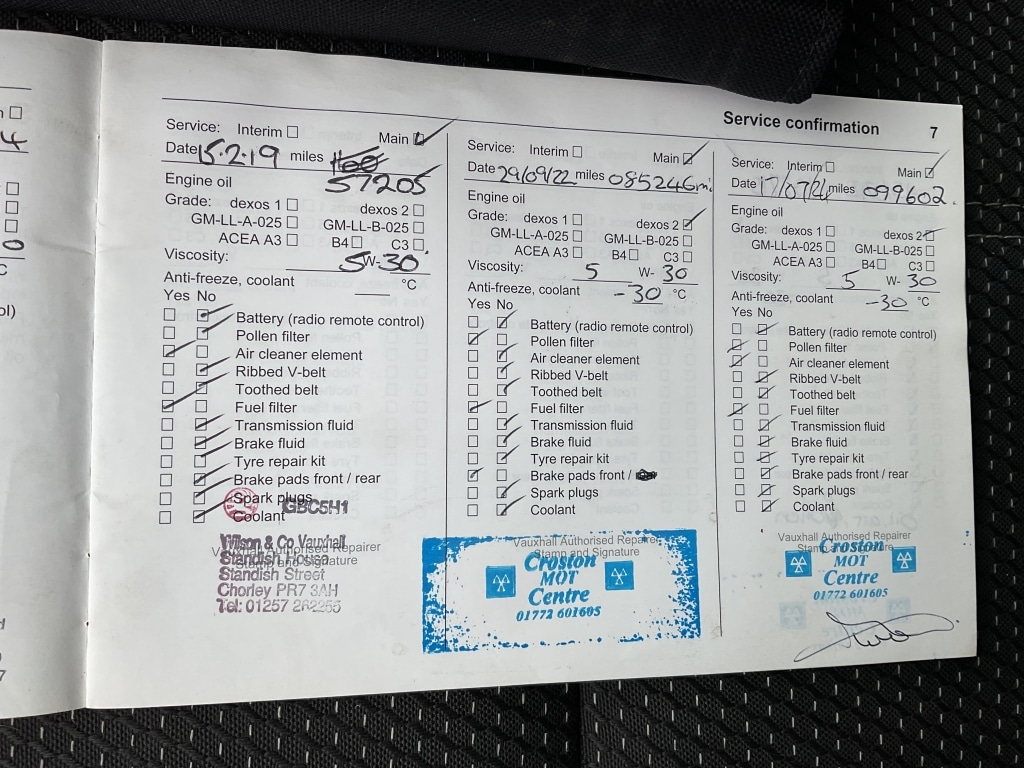 Service confirmation 7
Service: Interim Main
Date 15.2.19 miles
57205
Engine oil
Grade: dexos 1 dexos 2
GM-LL-A-025 GM-LL-B-025
ACEA A3 B4 C3
Viscosity: 5W-30
Anti-freeze, coolant °C
Yes No
Battery (radio remote control)
Pollen filter
Air cleaner element
Ribbed V-belt
Toothed belt
Fuel filter
Transmission fluid
Brake fluid
Tyre repair kit
Brake pads front / rear
Spark plugs
GBC5H1
Coolant
Vauxhall Authorised Repairer
Stamp and Signature
Wilson & Co Vauxhall
Standish House
Standish Street
Chorley PR7 3AH
Tel: 01257 262255
Service: Interim Main
Date 29/09/22 miles 085246mi
Engine oil
Grade: dexos 1 dexos 2
GM-LL-A-025 GM-LL-B-025
ACEA A3 B4 C3
Viscosity: 5 W- 30
Anti-freeze, coolant -30 °C
Yes No
Battery (radio remote control)
Pollen filter
Air cleaner element
Ribbed V-belt
Toothed belt
Fuel filter
Transmission fluid
Brake fluid
Tyre repair kit
Brake pads front /
Spark plugs
Coolant
Vauxhall Authorised Repairer
Stamp and Signature
Croston
MOT
Centre
01772 601605
Service: Interim Main
Date 17/07/24 miles 099602.
Engine oil
Grade: dexos 1 dexos 2
GM-LL-A-025 GM-LL-B-025
ACEA A3 B4 C3
Viscosity: 5 W- 30
Anti-freeze, coolant -30 °C
Yes No
Battery (radio remote control)
Pollen filter
Air cleaner element
Ribbed V-belt
Toothed belt
Fuel filter
Transmission fluid
Brake fluid
Tyre repair kit
Brake pads front / rear
Spark plugs
Coolant
Vauxhall Authorised Repairer
Stamp and Signature
Croston
MOT
Centre
01772 601605